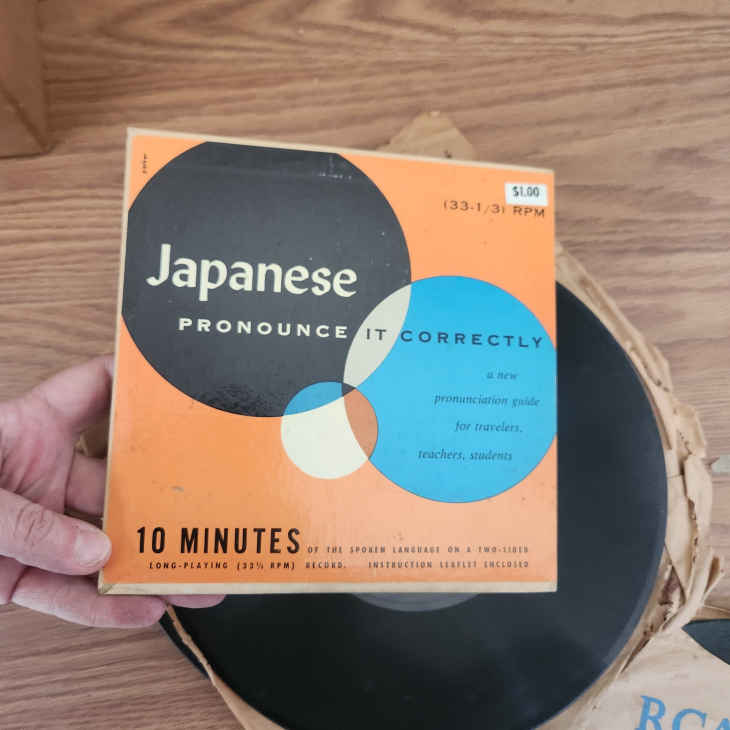 $1.00
(33-1/3) RPM
Japanese
PRONOUNCE IT CORRECTLY
a new
pronunciation guide
for travelers,
teachers, students
10 MINUTES OF THE SPOKEN LANGUAGE ON A TWO-SIDED
LONG-PLAYING (33⅓ RPM) RECORD. INSTRUCTION LEAFLET ENCLOSED
RCA